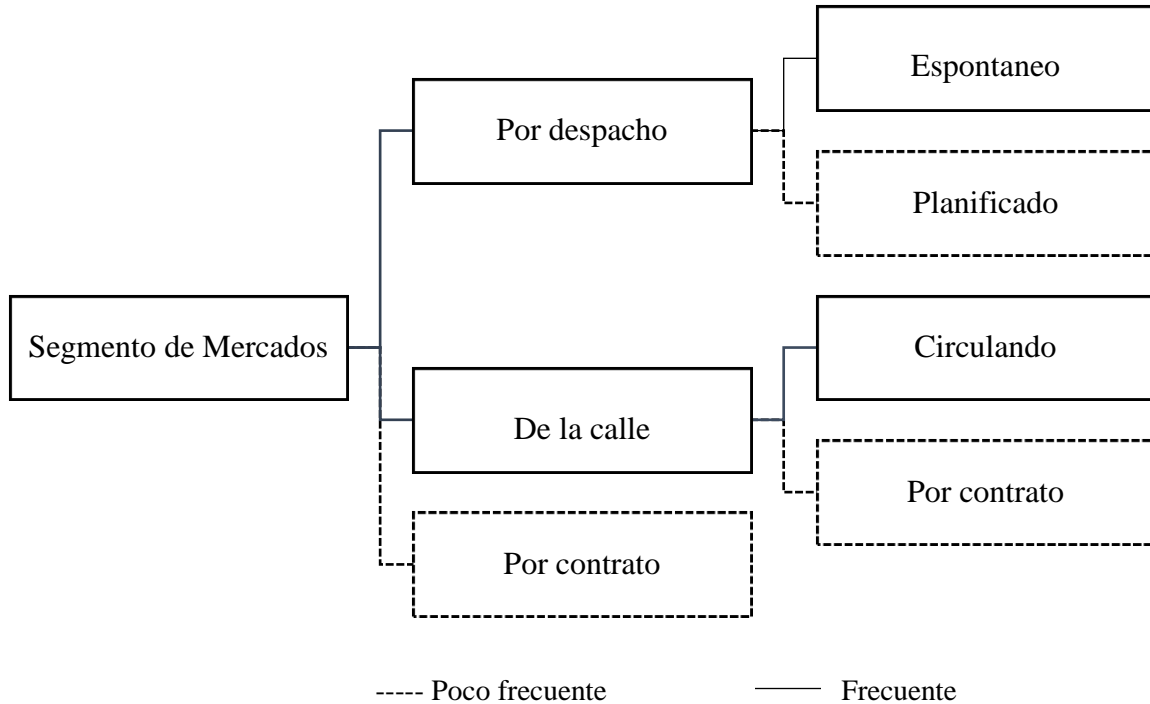 Segmento de Mercados
Por despacho
Espontaneo
Planificado
De la calle
Circulando
Por contrato
Por contrato
Poco frecuente
Frecuente